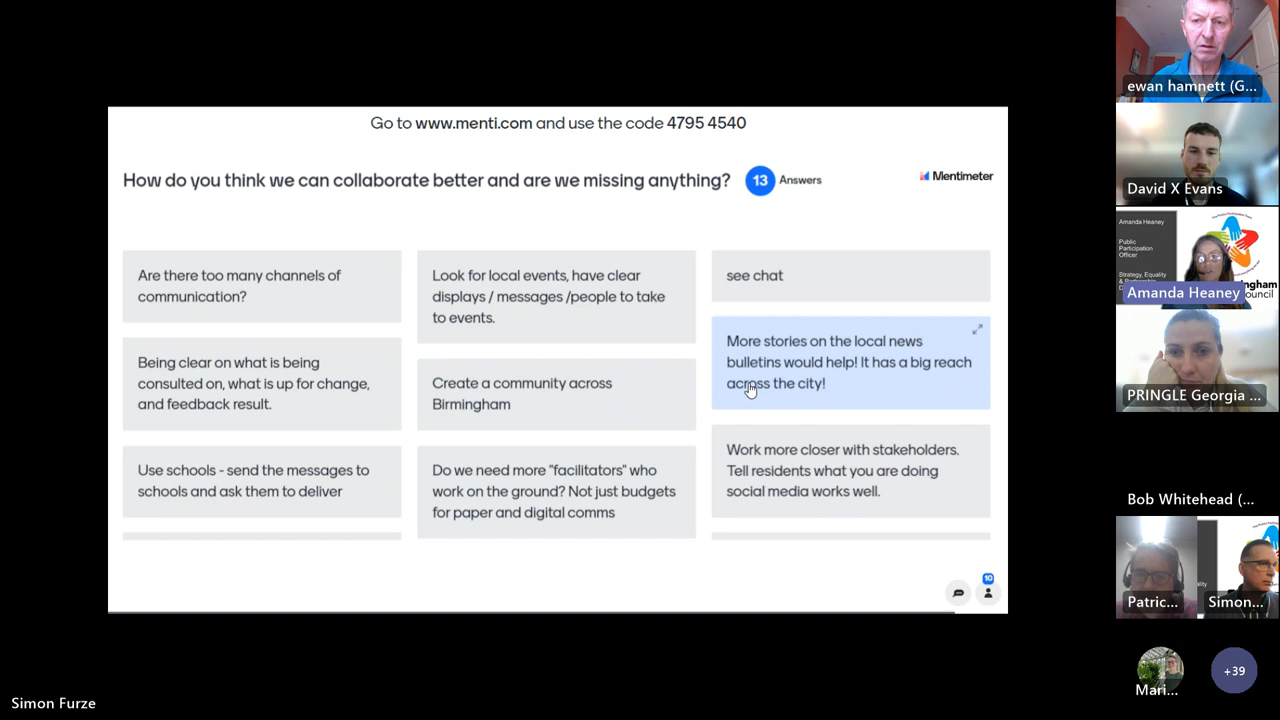 Go to www.menti.com and use the code 4795 4540
How do you think we can collaborate better and are we missing anything?
13 Answers
Mentimeter
Are there too many channels of
communication?
Being clear on what is being
consulted on, what is up for change,
and feedback result.
Use schools - send the messages to
schools and ask them to deliver
Look for local events, have clear
displays / messages /people to take
to events.
Create a community across
Birmingham
Do we need more "facilitators" who
work on the ground? Not just budgets
for paper and digital comms
see chat
More stories on the local news
bulletins would help! It has a big reach
across the city!
Work more closer with stakeholders.
Tell residents what you are doing
social media works well.
10
ewan hamnett (G...
David X Evans
Amanda Heaney
Public
Participation
Officer
Strategy, Equality
Amanda Heaney
PRINGLE Georgia ...
Bob Whitehead (...
Patric...
Simon...
Mari...
+39
Simon Furze